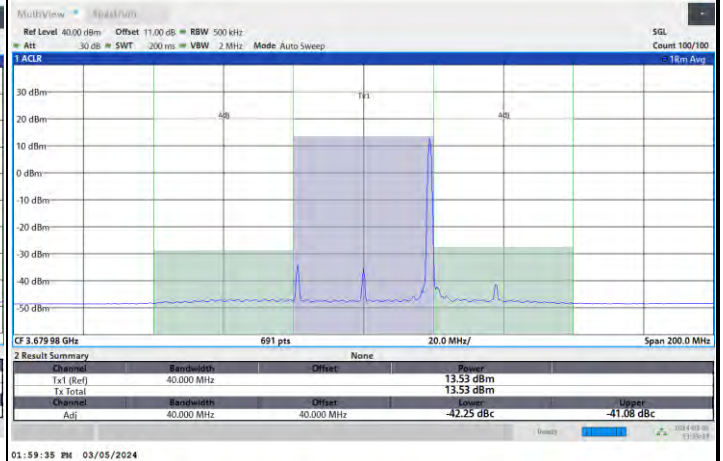 MultiView Spectrum
Ref Level 40.00 dBm Offset 11.00 dB RBW 500 kHz SGL
Att 30 dB SWT 200 ms VBW 2 MHz Mode Auto Sweep Count 100/100
1 ACLR 1Rm Avg
Tx1
Adj Adj
30 dBm
20 dBm
10 dBm
0 dBm
-10 dBm
-20 dBm
-30 dBm
-40 dBm
-50 dBm
CF 3.67998 GHz 691 pts 20.0 MHz/ Span 200.0 MHz
2 Result Summary None
Channel Bandwidth Offset Power
Tx1 (Ref) 40.000 MHz 13.53 dBm
Tx Total 13.53 dBm
Channel Bandwidth Offset Lower Upper
Adj 40.000 MHz 40.000 MHz -42.25 dBc -41.08 dBc
Ready
01:59:35 PM 03/05/2024